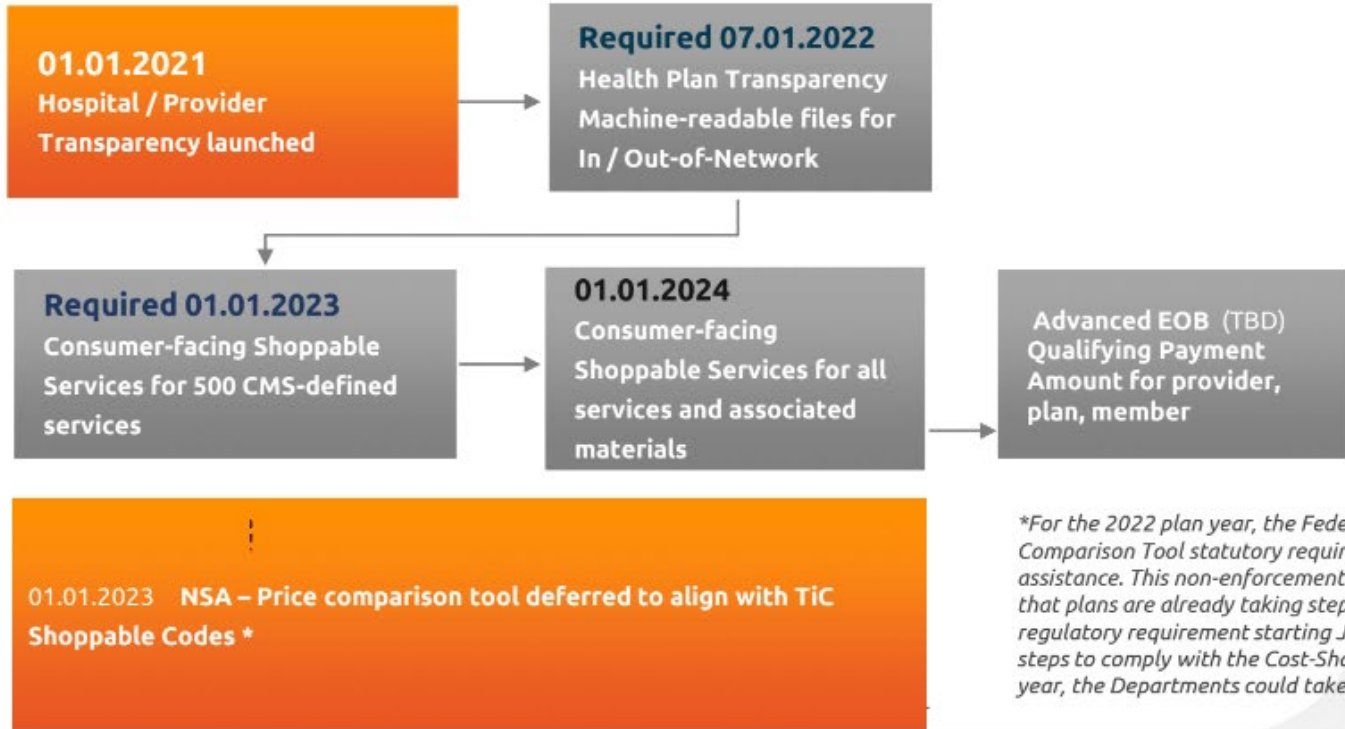 01.01.2021
Hospital / Provider
Transparency launched
Required 07.01.2022
Health Plan Transparency
Machine-readable files for
In / Out-of-Network
Required 01.01.2023
Consumer-facing Shoppable
Services for 500 CMS-defined
services
01.01.2024
Consumer-facing
Shoppable Services for all
services and associated
materials
Advanced EOB (TBD)
Qualifying Payment
Amount for provider,
plan, member
01.01.2023 NSA – Price comparison tool deferred to align with TiC
Shoppable Codes *
*For the 2022 plan year, the Fede
Comparison Tool statutory requir
assistance. This non-enforcement
that plans are already taking step
regulatory requirement starting J
steps to comply with the Cost-Sha
year, the Departments could take